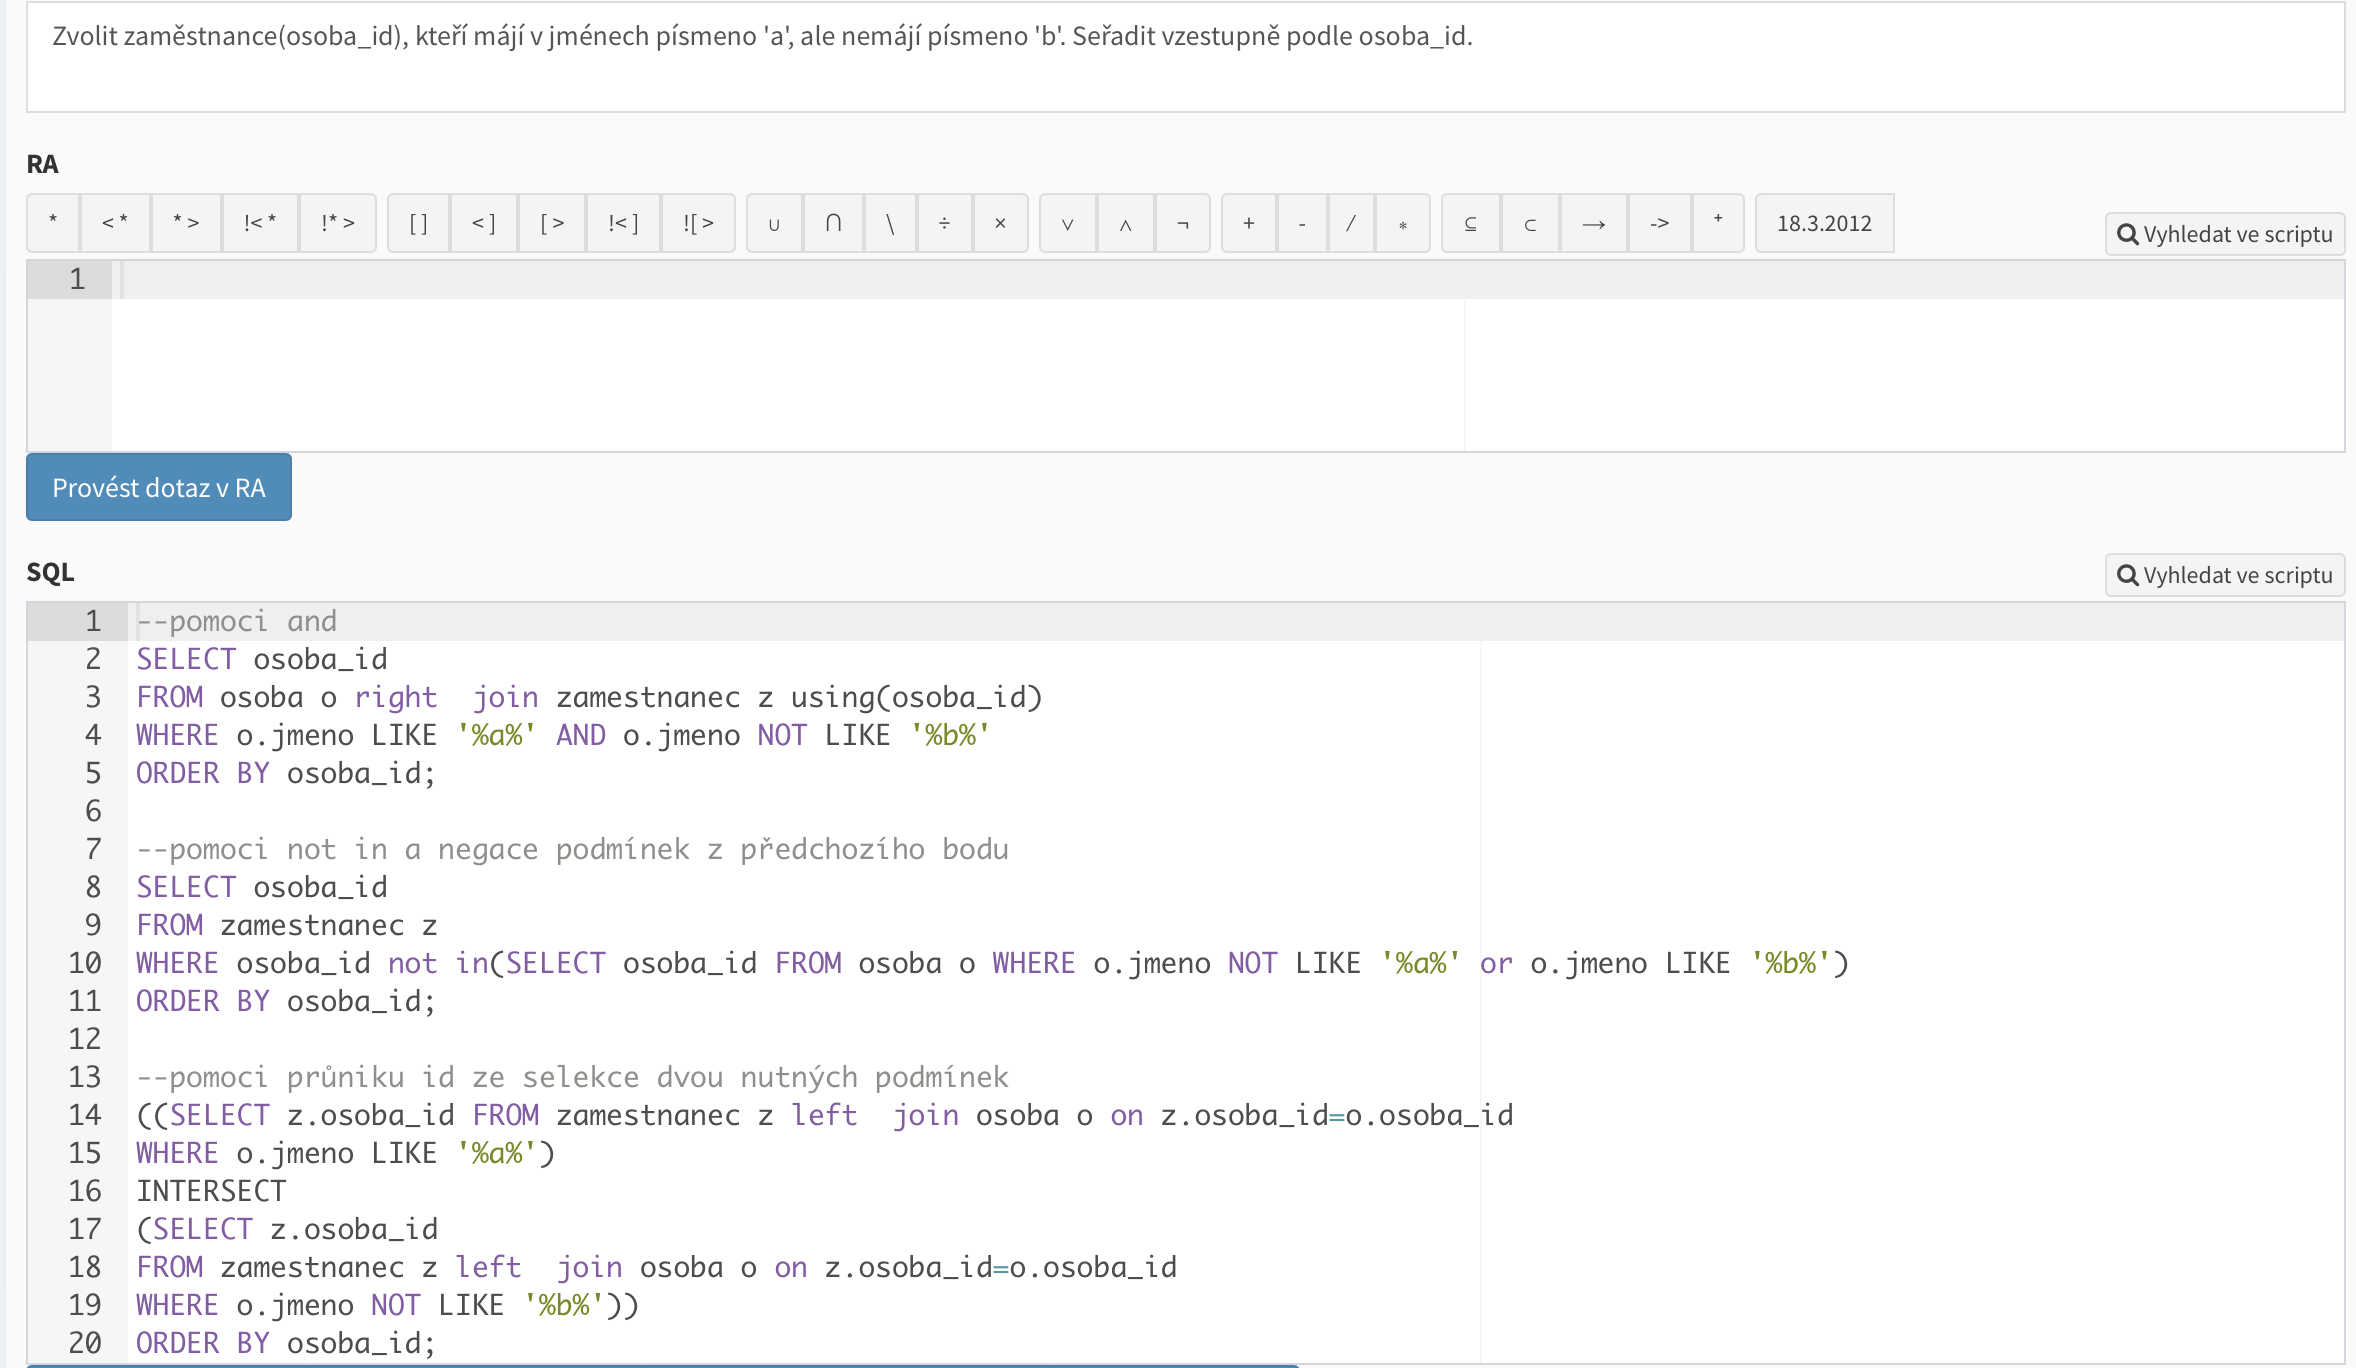 Zvolit zaměstnance(osoba_id), kteří májí v jménech písmeno 'a', ale nemájí písmeno 'b'. Seřadit vzestupně podle osoba_id.
RA
* <* *> !<* !*> [] <] [> !<] ![> ∪ ∩ \ ÷ × ∨ ∧ ¬ + - / * ⊆ ⊂ → -> + 18.3.2012
Vyhledat ve scriptu
1
Provést dotaz v RA
SQL
Vyhledat ve scriptu
1 --pomoci and
2 SELECT osoba_id
3 FROM osoba o right  join zamestnanec z using(osoba_id)
4 WHERE o.jmeno LIKE '%a%' AND o.jmeno NOT LIKE '%b%'
5 ORDER BY osoba_id;
6
7 --pomoci not in a negace podmínek z předchozího bodu
8 SELECT osoba_id
9 FROM zamestnanec z
10 WHERE osoba_id not in(SELECT osoba_id FROM osoba o WHERE o.jmeno NOT LIKE '%a%' or o.jmeno LIKE '%b%')
11 ORDER BY osoba_id;
12
13 --pomoci průniku id ze selekce dvou nutných podmínek
14 ((SELECT z.osoba_id FROM zamestnanec z left  join osoba o on z.osoba_id=o.osoba_id
15 WHERE o.jmeno LIKE '%a%')
16 INTERSECT
17 (SELECT z.osoba_id
18 FROM zamestnanec z left  join osoba o on z.osoba_id=o.osoba_id
19 WHERE o.jmeno NOT LIKE '%b%'))
20 ORDER BY osoba_id;